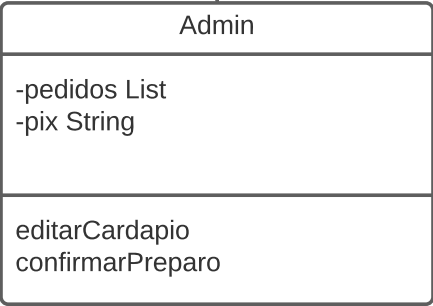 Admin
-pedidos List
-pix String
editarCardapio
confirmarPreparo